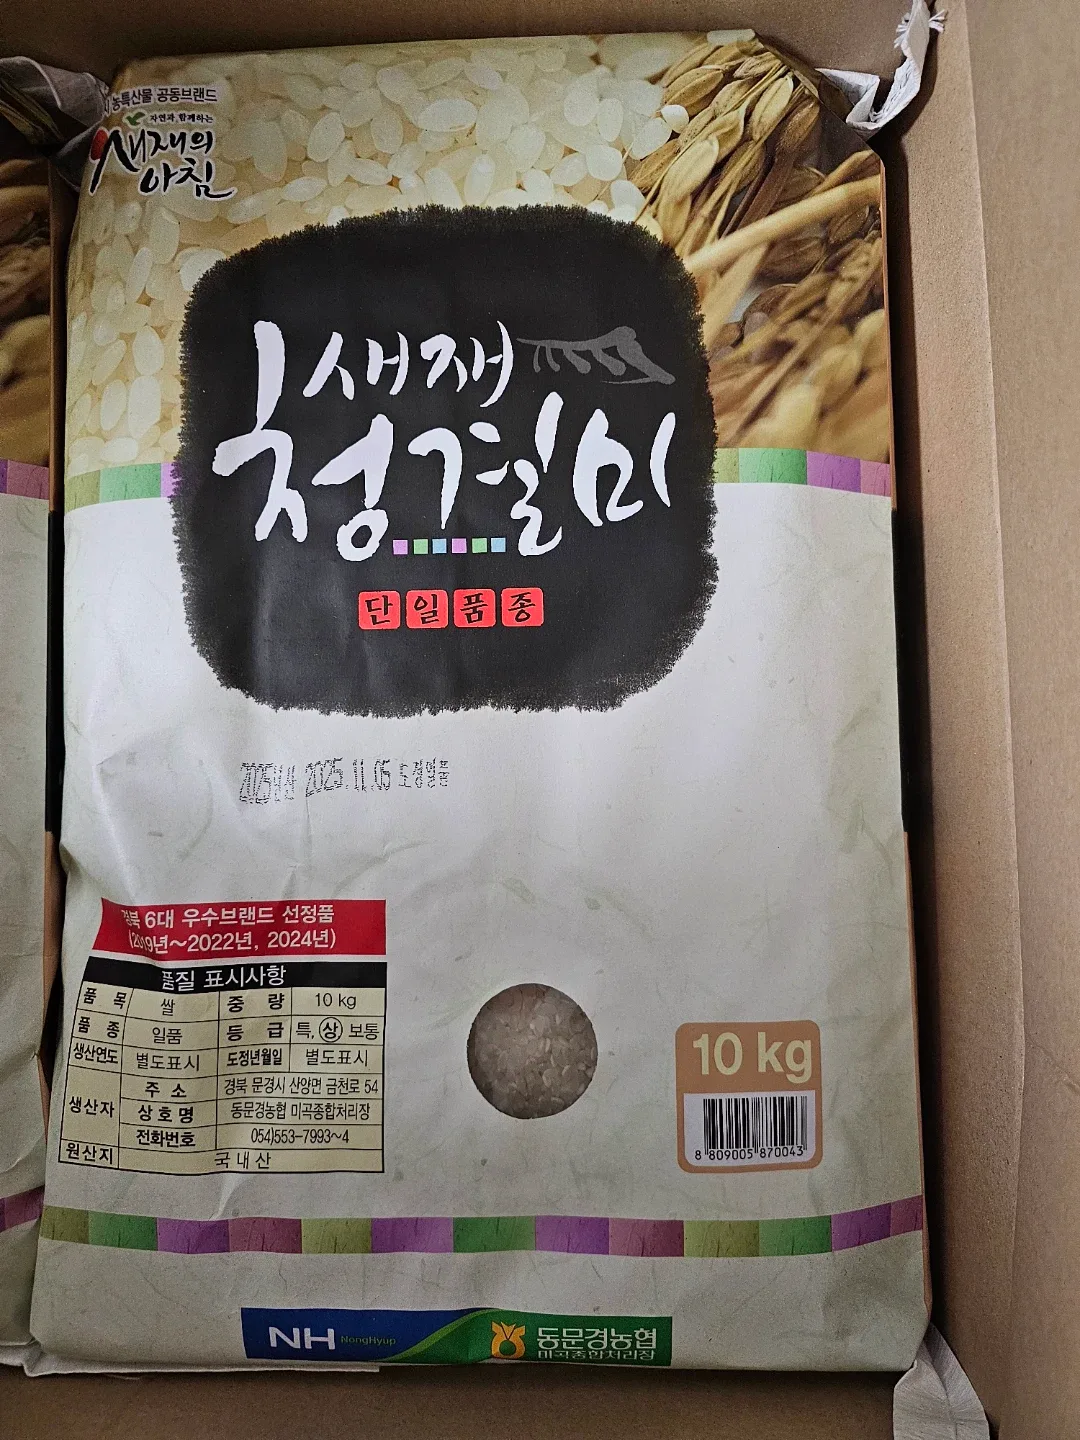 농특산물 공동브랜드
자연과 함께하는
새재의
아침
새재
청결미
단일품종
2025년산 2025.11.05 도정일품
경북 6대 우수브랜드 선정품
(2019년~2022년, 2024년)
품질 표시사항
품 목 쌀 중 량 10 kg
품 종 일품 등 급 특, 상 보통
생산연도 별도표시 도정년월일 별도표시
생산자 주 소 경북 문경시 산양면 금천로 54
상호명 동문경농협 미곡종합처리장
전화번호 054)553-7993~4
원산지 국내산
10 kg
8 809005 870043
NH NongHyup 동문경농협
미곡종합처리장